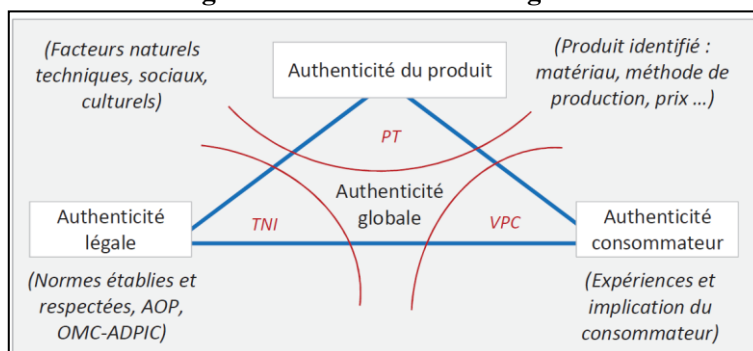 (Facteurs naturels
techniques, sociaux,
culturels)
Authenticité du produit
(Produit identifié :
matériau, méthode de
production, prix ...)
PT
Authenticité
globale
Authenticité
légale
TNI
VPC
Authenticité
consommateur
(Normes établies et
respectées, AOP,
OMC-ADPIC)
(Expériences et
implication du
consommateur)